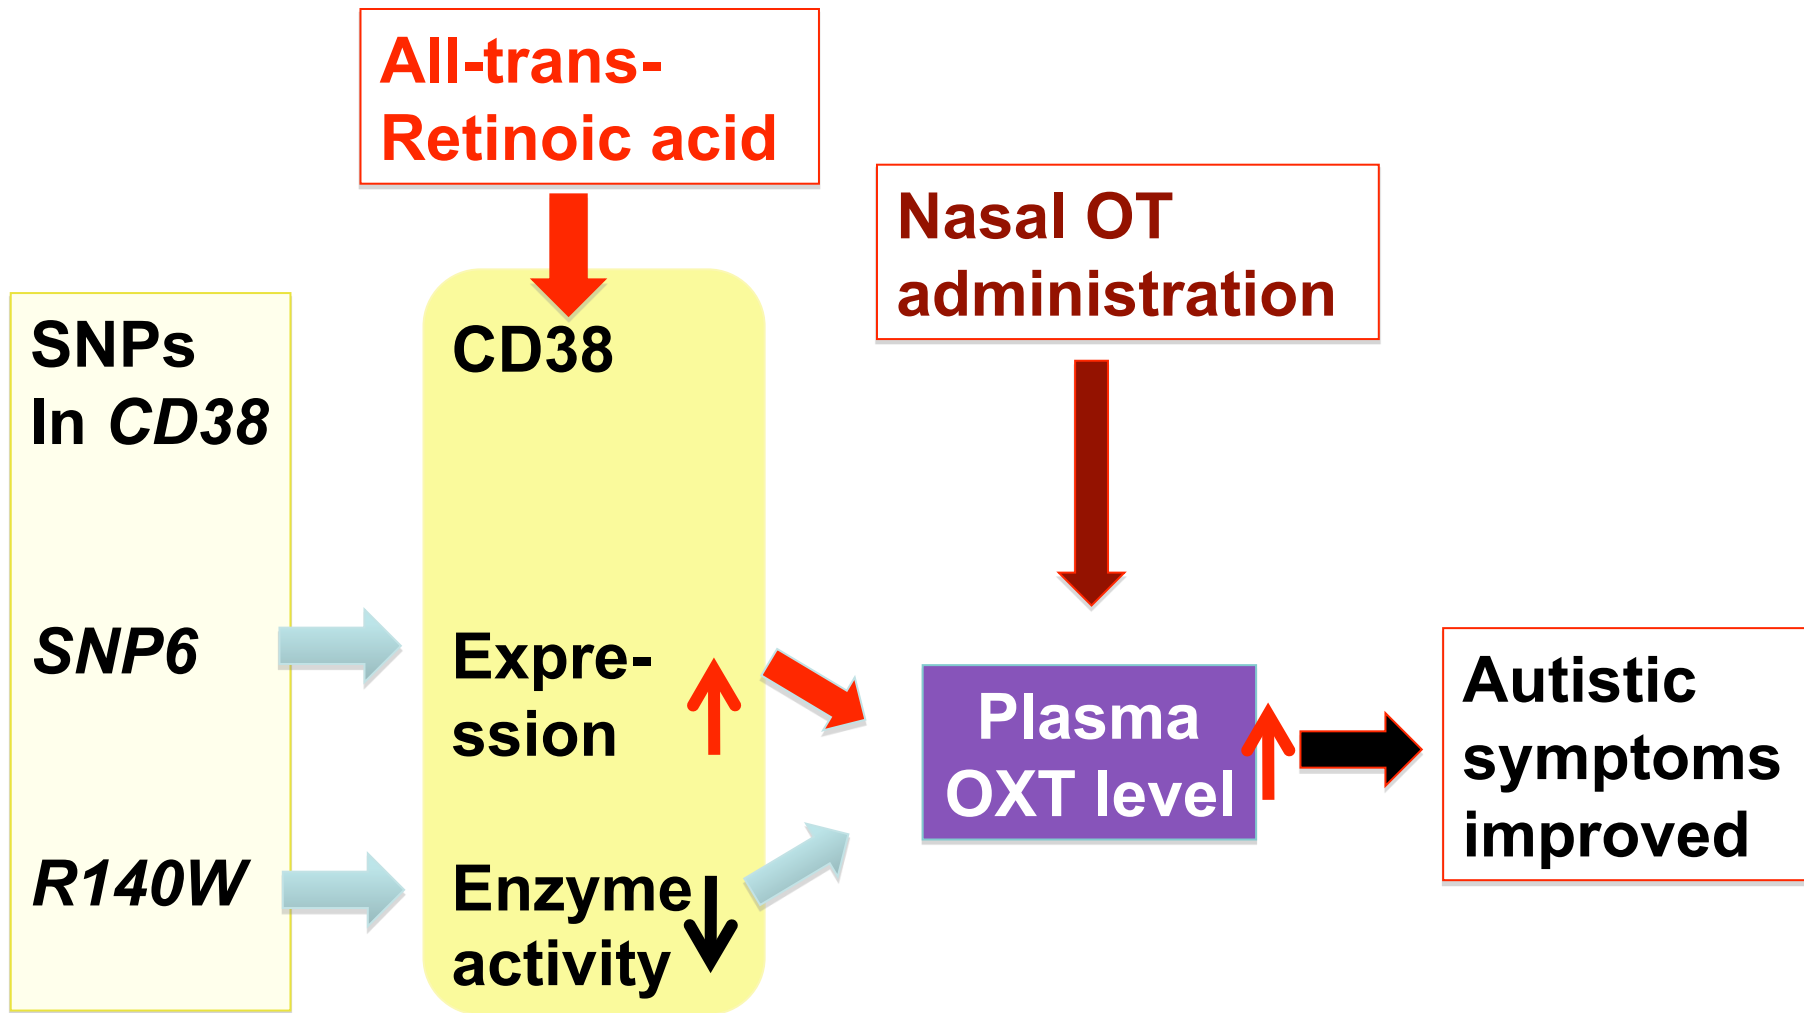 All-trans-
Retinoic acid
Nasal OT
administration
SNPs
In CD38
SNP6
R140W
CD38
Expre-
ssion
Enzyme
activity
Plasma
OXT level
Autistic
symptoms
improved